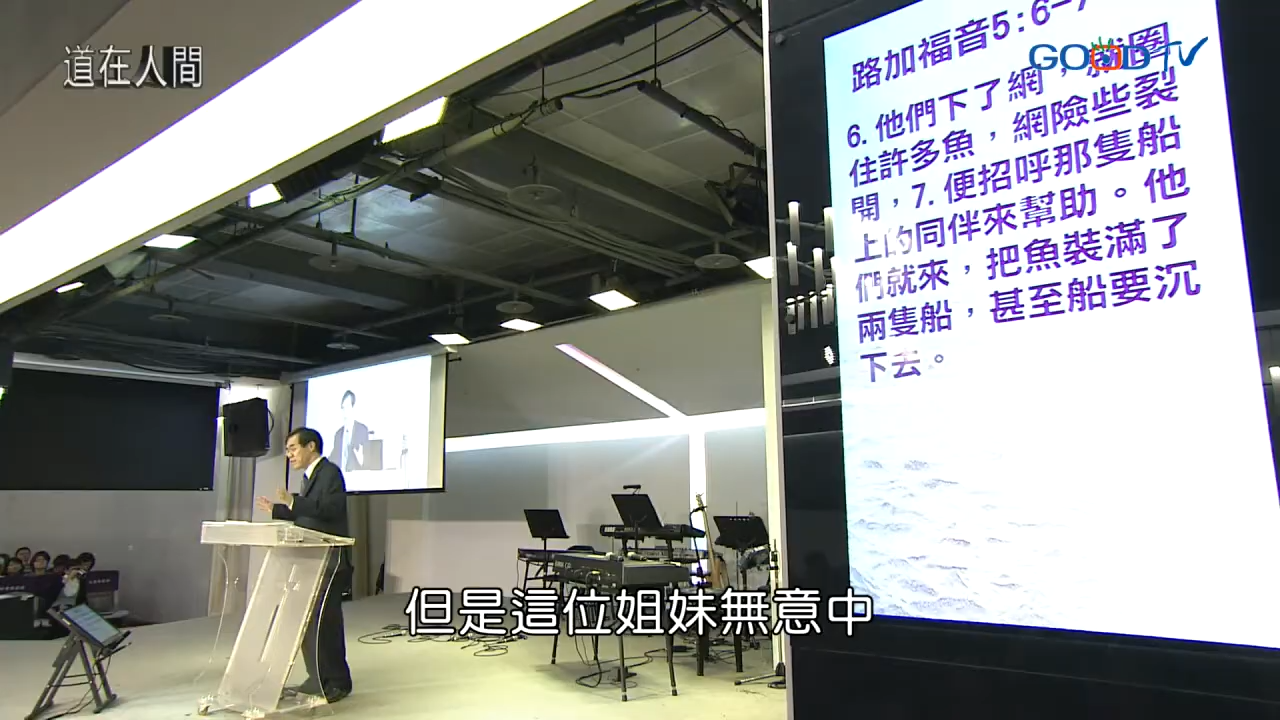 道在人間
GOODTV
路加福音5:6-7
6. 他們下了網，就圈
住許多魚，網險些裂
開，7. 便招呼那隻船
上的同伴來幫助。他
們就來，把魚裝滿了
兩隻船，甚至船要沉
下去。
但是這位姐妹無意中